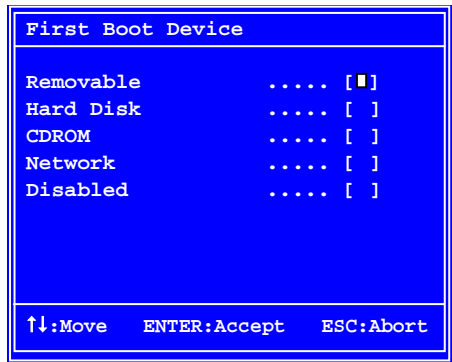 First Boot Device
Removable ..... [■]
Hard Disk ..... [ ]
CDROM ..... [ ]
Network ..... [ ]
Disabled ..... [ ]
↑↓:Move ENTER:Accept ESC:Abort